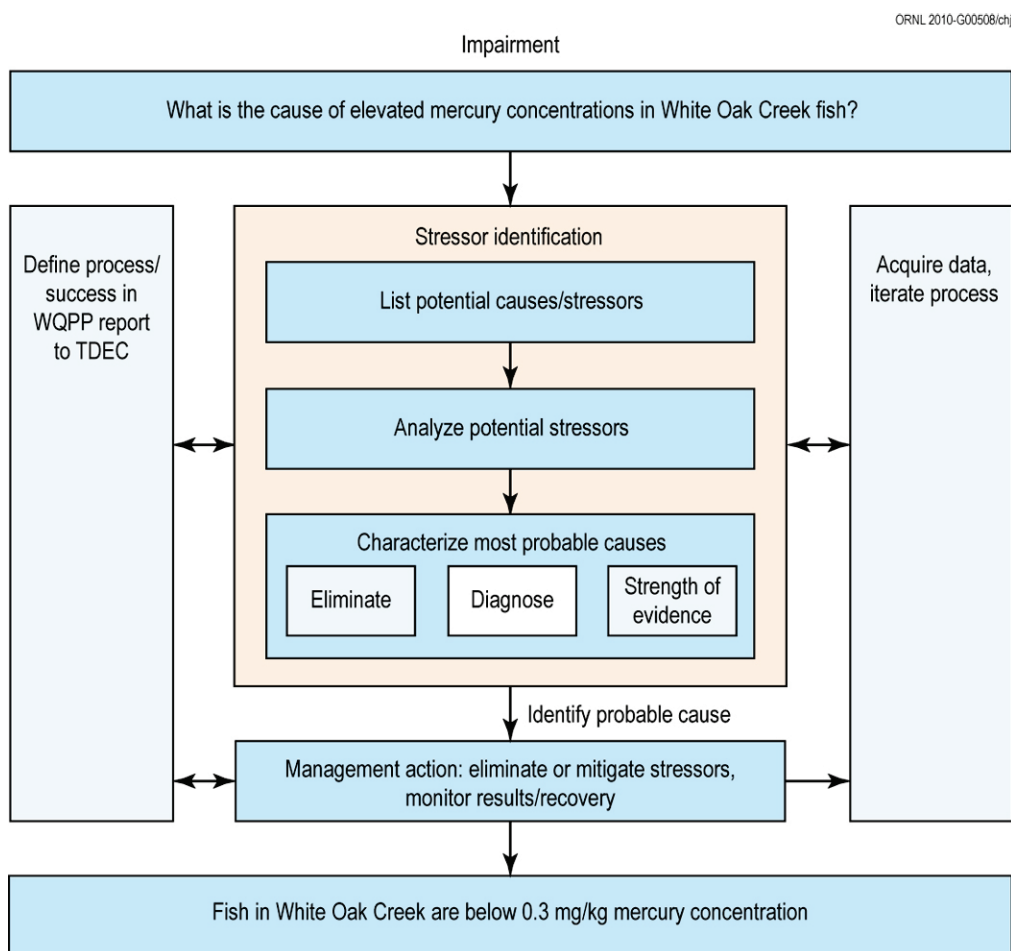 ORNL 2010-G00508/chj
Impairment
What is the cause of elevated mercury concentrations in White Oak Creek fish?
Define process/
success in
WQPP report
to TDEC
Stressor identification
List potential causes/stressors
Analyze potential stressors
Characterize most probable causes
Eliminate
Diagnose
Strength of
evidence
Acquire data,
iterate process
Identify probable cause
Management action: eliminate or mitigate stressors,
monitor results/recovery
Fish in White Oak Creek are below 0.3 mg/kg mercury concentration